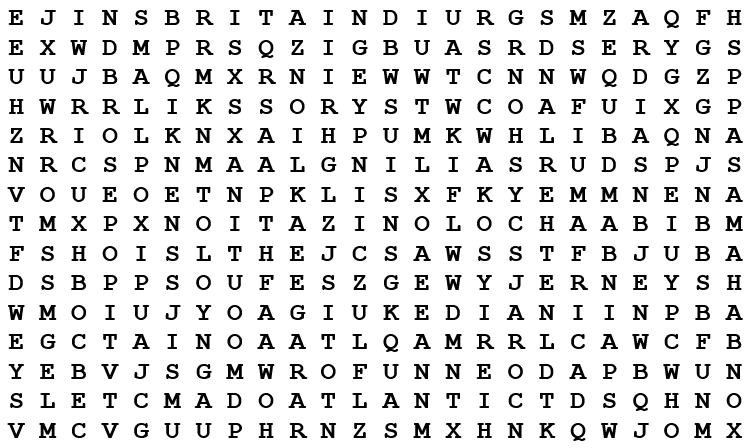 E J I N S B R I T A I N D I U R G S M Z A Q F H
E X W D M P R S Q Z I G B U A S R D S E R Y G S
U U J B A Q M X R N I E W W T C N N W Q D G Z P
H W R R L I K S S O R Y S T W C O A F U I X G P
Z R I O L K N X A I H P U M K W H L I B A Q N A
N R C S P N M A A L G N I L I A S R U D S P J S
V O U E O E T N P K L I S X F K Y E M M N E N A
T M X P X N O I T A Z I N O L O C H A A B I B M
F S H O I S L T H E J C S A W S S T F B J U B A
D S B P P S O U F E S Z G E W Y J E R N E Y S H
W M O I U J Y O A G I U K E D I A N I I N P B A
E G C T A I N O A A T L Q A M R R L C A W C F B
Y E B V J S G M W R O F U N N E O D A P B W U N
S L E T C M A D O A T L A N T I C T D S Q H N O
V M C V G U U P H R N Z S M X H N K Q W J O M X